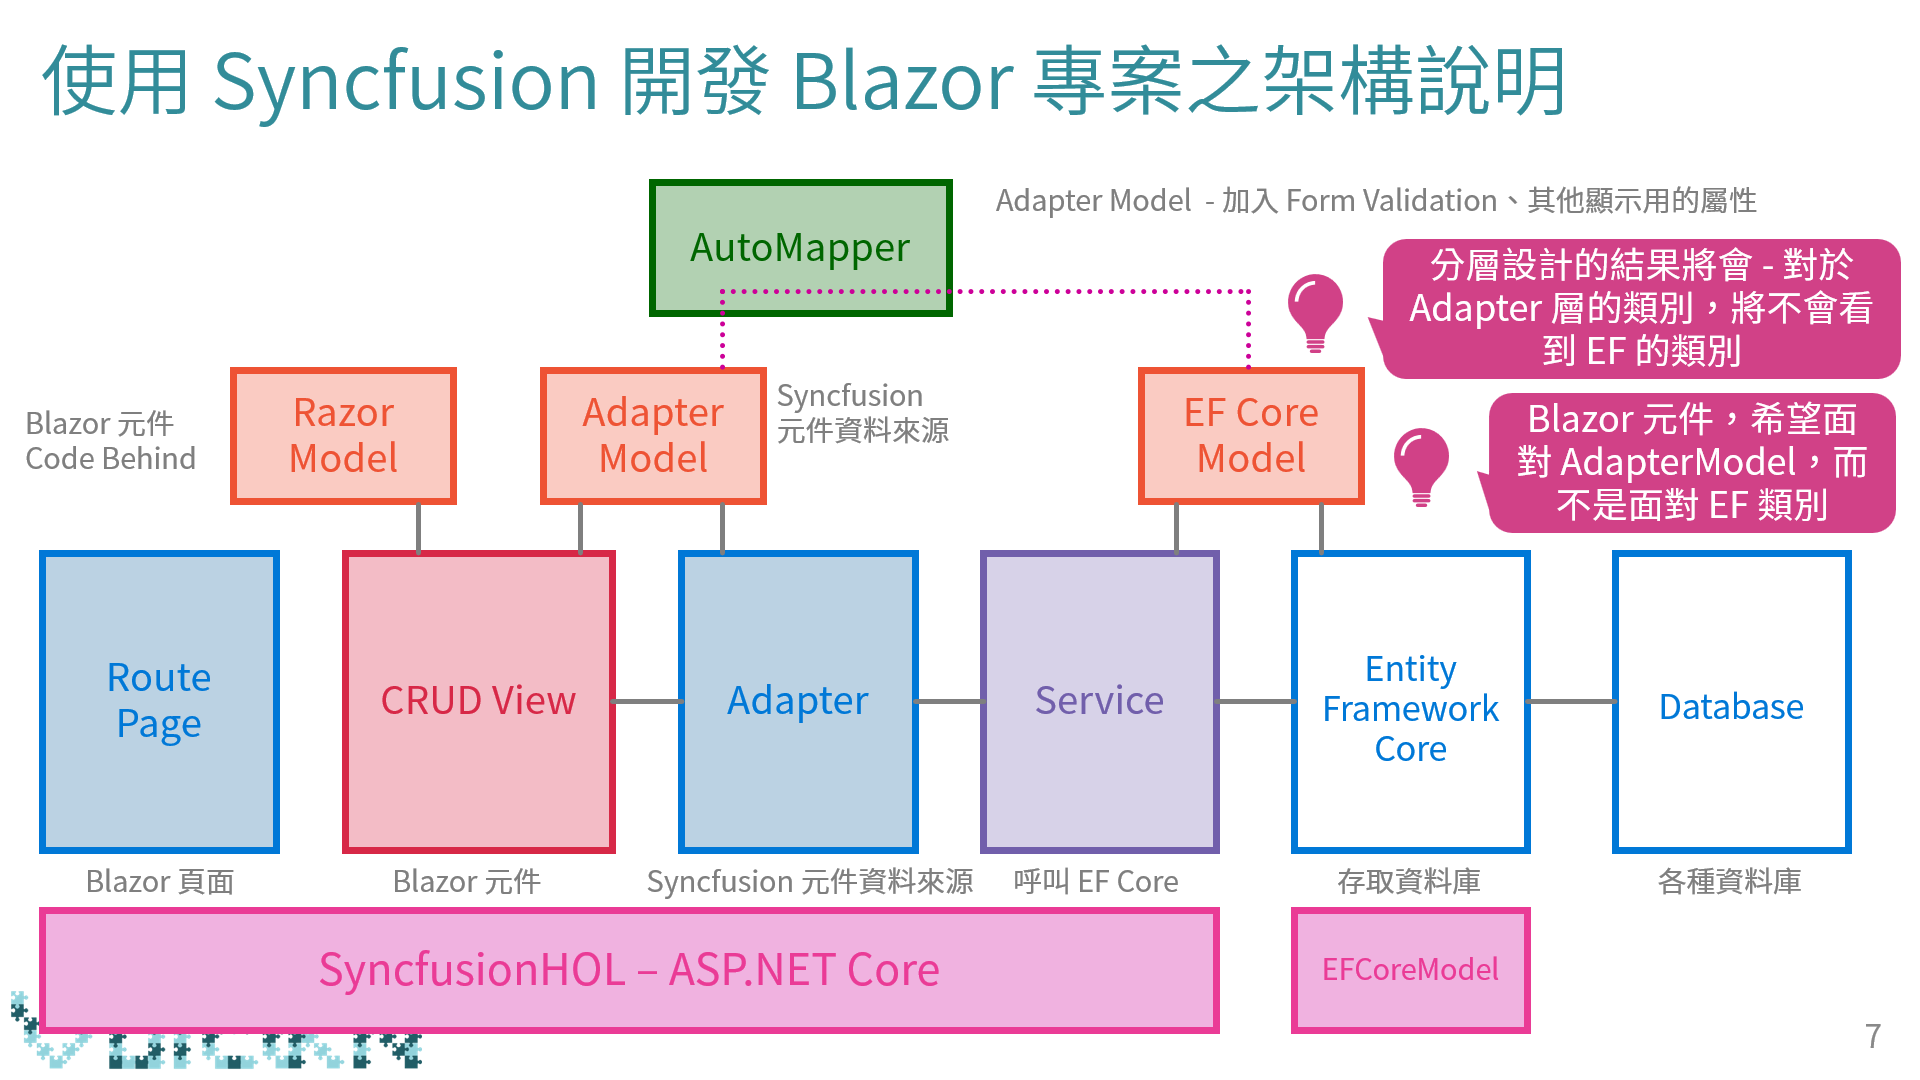 使用 Syncfusion 開發 Blazor 專案之架構說明
AutoMapper
Adapter Model  - 加入 Form Validation、其他顯示用的屬性
分層設計的結果將會 - 對於
Adapter 層的類別，將不會看
到 EF 的類別
Blazor 元件
Code Behind
Razor
Model
Adapter
Model
Syncfusion
元件資料來源
EF Core
Model
Blazor 元件，希望面
對 AdapterModel，而
不是面對 EF 類別
Route
Page
CRUD View
Adapter
Service
Entity
Framework
Core
Database
Blazor 頁面
Blazor 元件
Syncfusion 元件資料來源
呼叫 EF Core
存取資料庫
各種資料庫
SyncfusionHOL – ASP.NET Core
EFCoreModel
7